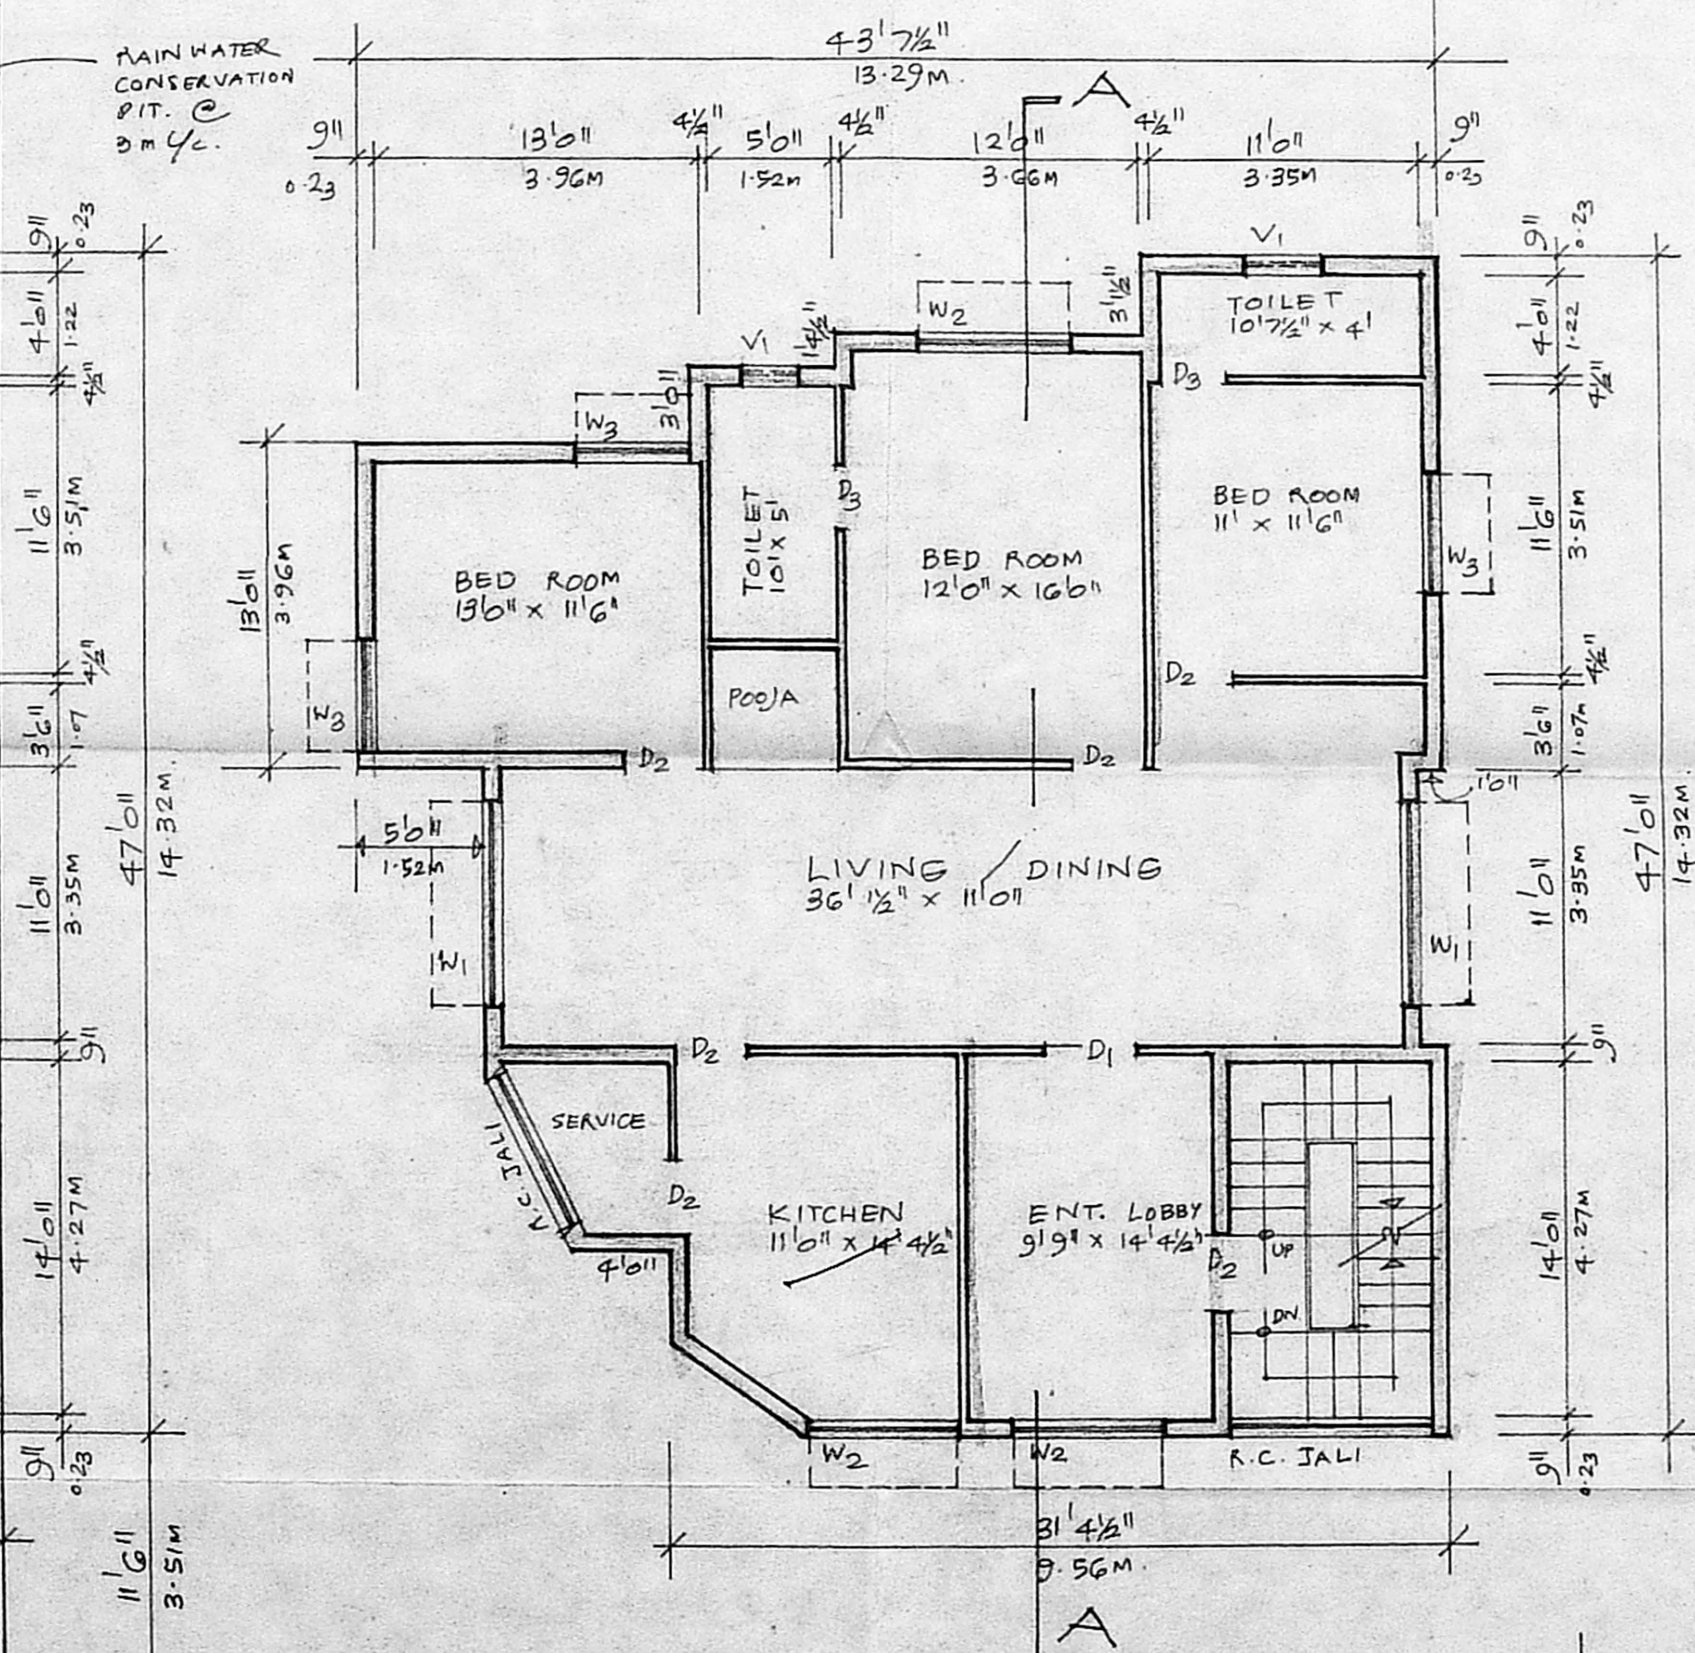 RAIN WATER
CONSERVATION
PIT. @
3 m c/c.
43'7½"
13.29M.
A
9"
0.23
13'0"
3.96M
4½"
5'0"
1.52M
4½"
12'0"
3.66M
4½"
11'0"
3.35M
9"
0.23
9"
0.23
4'0"
1.22
4½"
11'6"
3.51M
4½"
3'6"
1.07
11'0"
3.35M
9"
14'0"
4.27M
9"
0.23
47'0"
14.32M.
11'6"
3.51M
13'0"
3.96M
V1
TOILET
10'7½" x 4'
3'1½"
W2
V1
1'4½"
3'0"
W3
D3
D3
TOILET
10' x 5'
BED ROOM
13'0" x 11'6"
BED ROOM
12'0" x 16'0"
BED ROOM
11' x 11'6"
W3
W3
POOJA
D2
D2
D2
1'0"
5'0"
1.52M
W1
LIVING / DINING
36'1½" x 11'0"
W1
D2
D1
SERVICE
R.C. JALI
D2
4'0"
KITCHEN
11'0" x 14'4½"
ENT. LOBBY
9'9" x 14'4½"
D2
UP
DN
W2
W2
R.C. JALI
31'4½"
9.56M.
A
9"
0.23
4'0"
1.22
4½"
11'6"
3.51M
4½"
3'6"
1.07M
11'0"
3.35M
9"
14'0"
4.27M
9"
0.23
47'0"
14.32M.